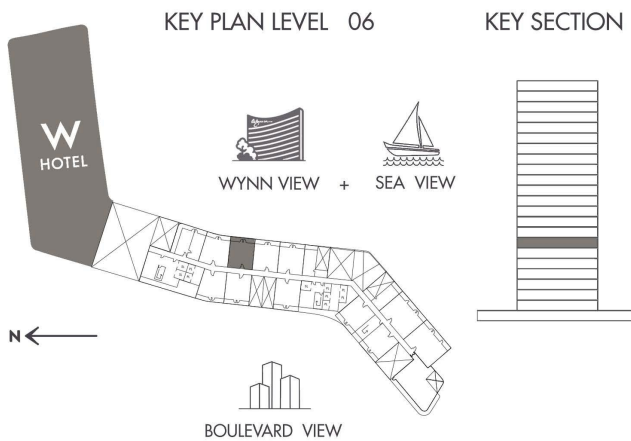 KEY PLAN LEVEL 06
KEY SECTION
W
HOTEL
WYNN VIEW + SEA VIEW
N
BOULEVARD VIEW